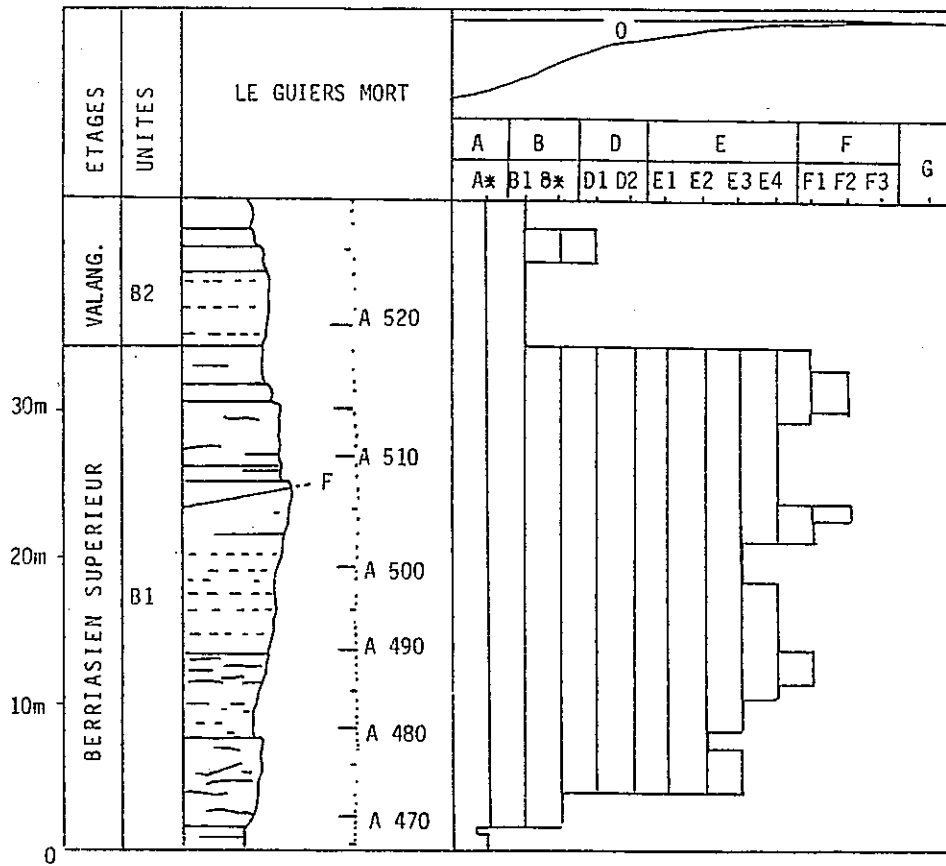 ETAGES
UNITES
LE GUIERS MORT
0
A B D E F G
A* B1 B* D1 D2 E1 E2 E3 E4 F1 F2 F3
VALANG.
B2
A 520
30m
A 510
F
BERRIASIEN SUPERIEUR
20m
A 500
B1
A 490
10m
A 480
A 470
0